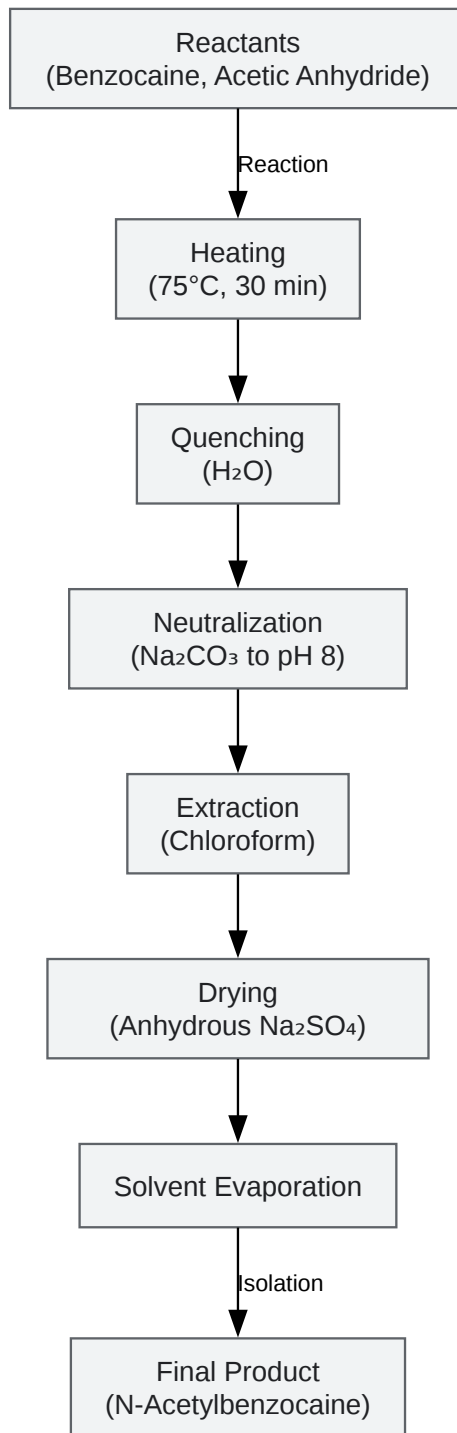 Reactants
(Benzocaine, Acetic Anhydride)
Reaction
Heating
(75°C, 30 min)
Quenching
(H₂O)
Neutralization
(Na₂CO₃ to pH 8)
Extraction
(Chloroform)
Drying
(Anhydrous Na₂SO₄)
Solvent Evaporation
Isolation
Final Product
(N-Acetylbenzocaine)